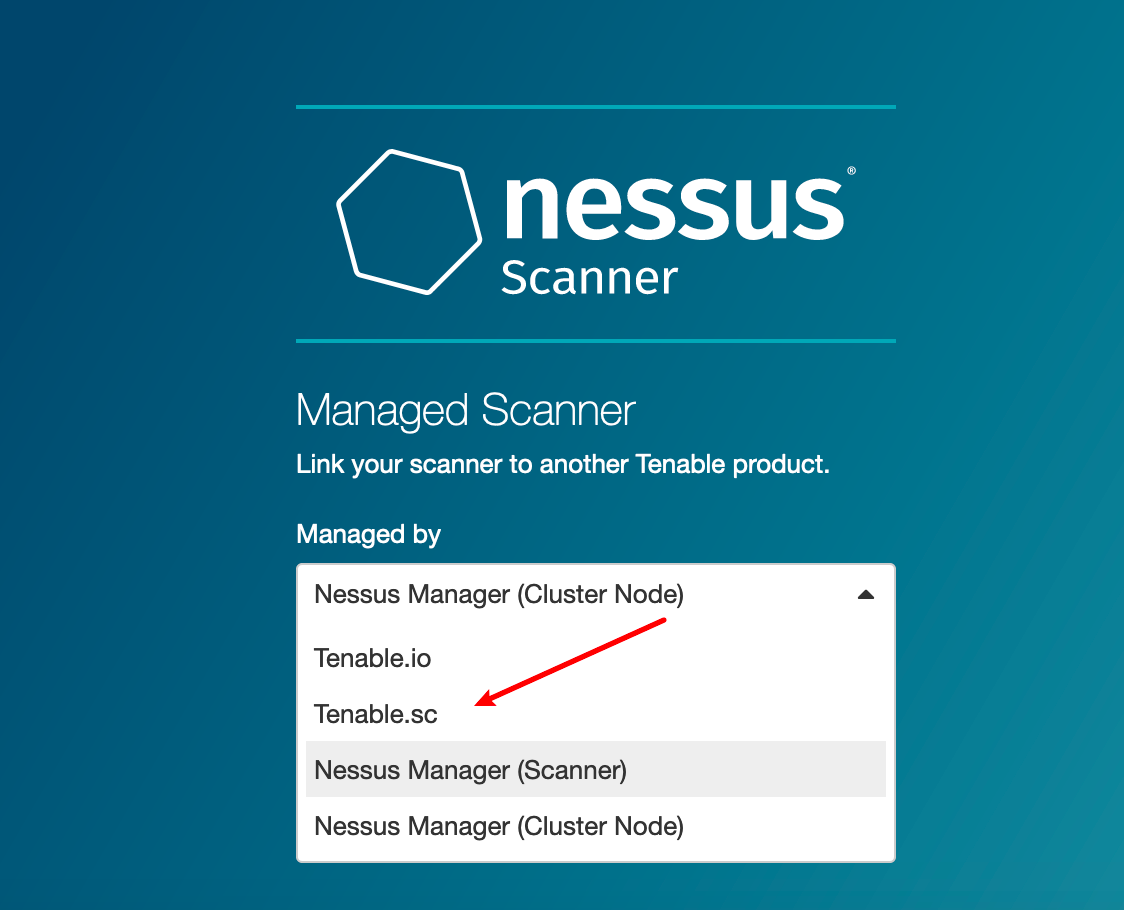 nessus®
Scanner
Managed Scanner
Link your scanner to another Tenable product.
Managed by
Nessus Manager (Cluster Node)
Tenable.io
Tenable.sc
Nessus Manager (Scanner)
Nessus Manager (Cluster Node)